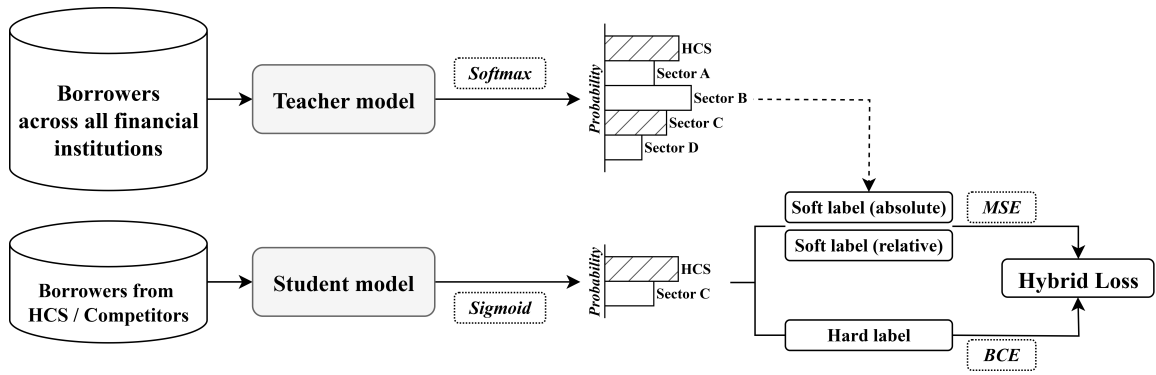 Borrowers
across all financial
institutions
Teacher model
Softmax
Probability
HCS
Sector A
Sector B
Sector C
Sector D
Borrowers from
HCS / Competitors
Student model
Sigmoid
Probability
HCS
Sector C
Soft label (absolute)
MSE
Soft label (relative)
Hybrid Loss
Hard label
BCE